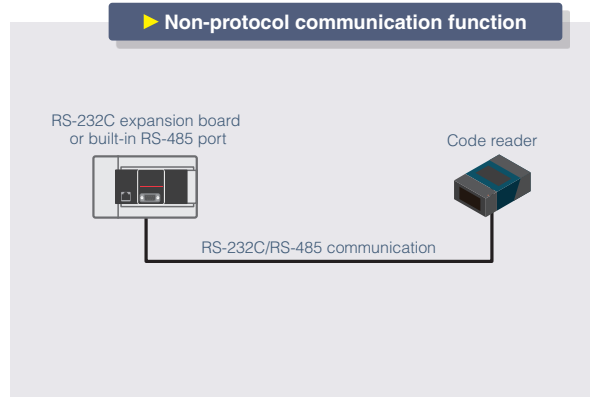 Non-protocol communication function
RS-232C expansion board
or built-in RS-485 port
Code reader
RS-232C/RS-485 communication